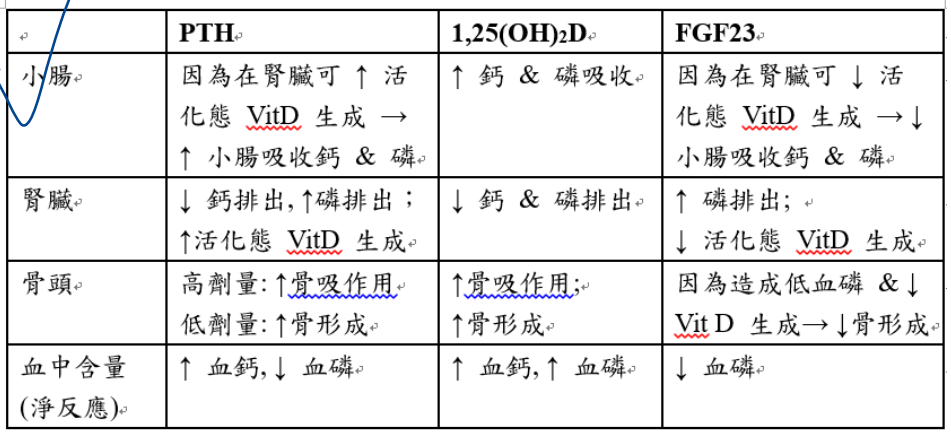 PTH
1,25(OH)₂D
FGF23
小腸
因為在腎臟可 ↑ 活
化態 VitD 生成 →
↑ 小腸吸收鈣 & 磷
↑ 鈣 & 磷吸收
因為在腎臟可 ↓ 活
化態 VitD 生成 →↓
小腸吸收鈣 & 磷
腎臟
↓ 鈣排出,↑磷排出；
↑活化態 VitD 生成
↓ 鈣 & 磷排出
↑ 磷排出;
↓ 活化態 VitD 生成
骨頭
高劑量:↑骨吸作用
低劑量:↑骨形成
↑骨吸作用;
↑骨形成
因為造成低血磷 &↓
Vit D 生成→↓骨形成
血中含量
(淨反應)
↑ 血鈣,↓ 血磷
↑ 血鈣,↑ 血磷
↓ 血磷